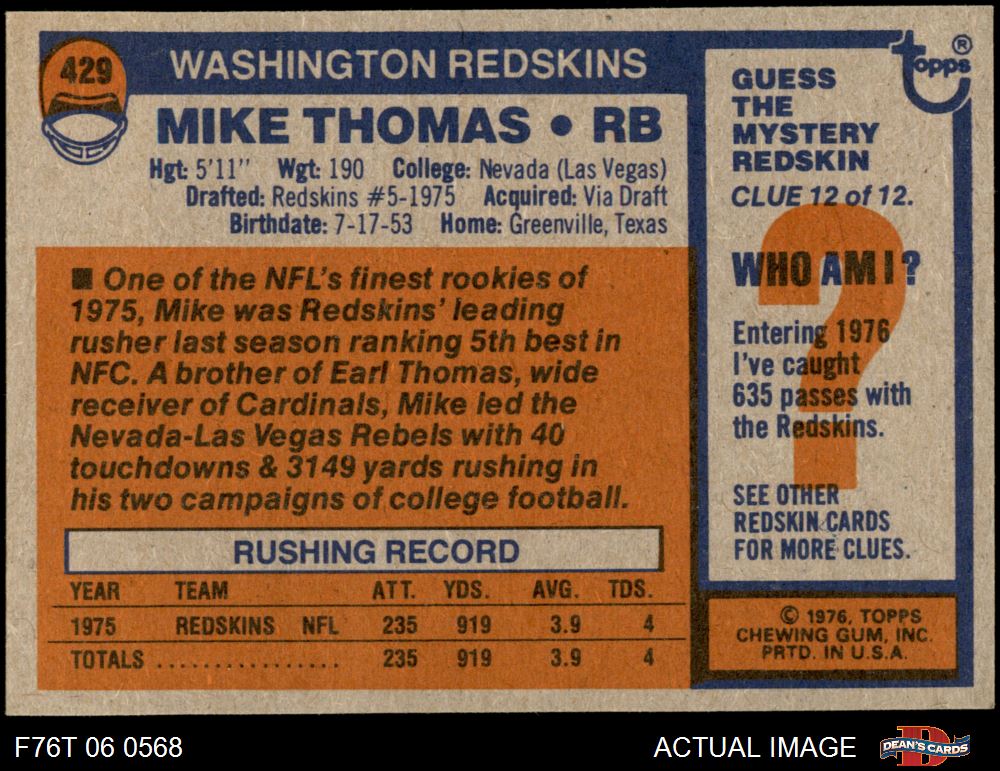 429
WASHINGTON REDSKINS
MIKE THOMAS • RB
Hgt: 5'11" Wgt: 190 College: Nevada (Las Vegas)
Drafted: Redskins #5-1975 Acquired: Via Draft
Birthdate: 7-17-53 Home: Greenville, Texas
■ One of the NFL's finest rookies of
1975, Mike was Redskins' leading
rusher last season ranking 5th best in
NFC. A brother of Earl Thomas, wide
receiver of Cardinals, Mike led the
Nevada-Las Vegas Rebels with 40
touchdowns & 3149 yards rushing in
his two campaigns of college football.
RUSHING RECORD
YEAR TEAM ATT. YDS. AVG. TDS.
1975 REDSKINS NFL 235 919 3.9 4
TOTALS ................. 235 919 3.9 4
Topps ®
GUESS
THE
MYSTERY
REDSKIN
CLUE 12 of 12.
WHO AM I?
?
Entering 1976
I've caught
635 passes with
the Redskins.
SEE OTHER
REDSKIN CARDS
FOR MORE CLUES.
© 1976, TOPPS
CHEWING GUM, INC.
PRTD. IN U.S.A.
F76T 06 0568
ACTUAL IMAGE
D
DEAN'S CARDS